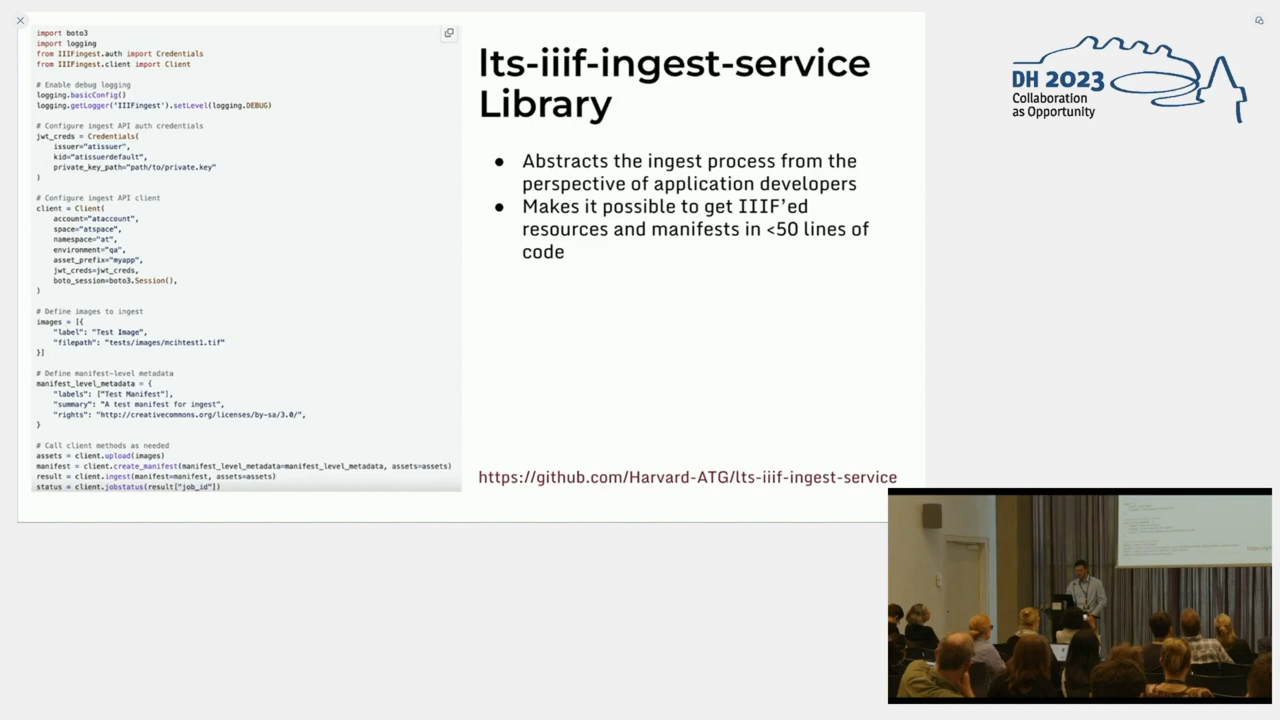 import boto3
import logging
from IIIFingest.auth import Credentials
from IIIFingest.client import Client
# Enable debug logging
logging.basicConfig()
logging.getLogger('IIIFingest').setLevel(logging.DEBUG)
# Configure ingest API auth credentials
jwt_creds = Credentials(
issuer="atissuer",
kid="atissuerdefault",
private_key_path="path/to/private.key"
)
# Configure ingest API client
client = Client(
account="ataccount",
space="atspace",
namespace="at",
environment="qa",
asset_prefix="myapp",
jwt_creds=jwt_creds,
boto_session=boto3.Session(),
)
# Define images to ingest
images = [{
"label": "Test Image",
"filepath": "tests/images/mcihtest1.tif"
}]
# Define manifest-level metadata
manifest_level_metadata = {
"labels": ["Test Manifest"],
"summary": "A test manifest for ingest",
"rights": "http://creativecommons.org/licenses/by-sa/3.0/",
}
# Call client methods as needed
assets = client.upload(images)
manifest = client.create_manifest(manifest_level_metadata=manifest_level_metadata, assets=assets)
result = client.ingest(manifest=manifest, assets=assets)
status = client.jobstatus(result["job_id"])
lts-iiif-ingest-service
Library
● Abstracts the ingest process from the
perspective of application developers
● Makes it possible to get IIIF'ed
resources and manifests in <50 lines of
code
https://github.com/Harvard-ATG/lts-iiif-ingest-service
DH 2023
Collaboration
as Opportunity